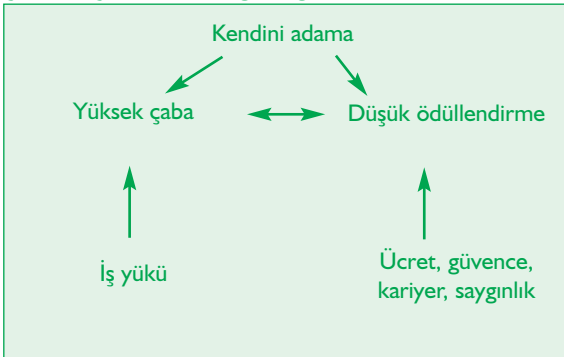 Kendini adama
Yüksek çaba
Düşük ödüllendirme
İş yükü
Ücret, güvence,
kariyer, saygınlık